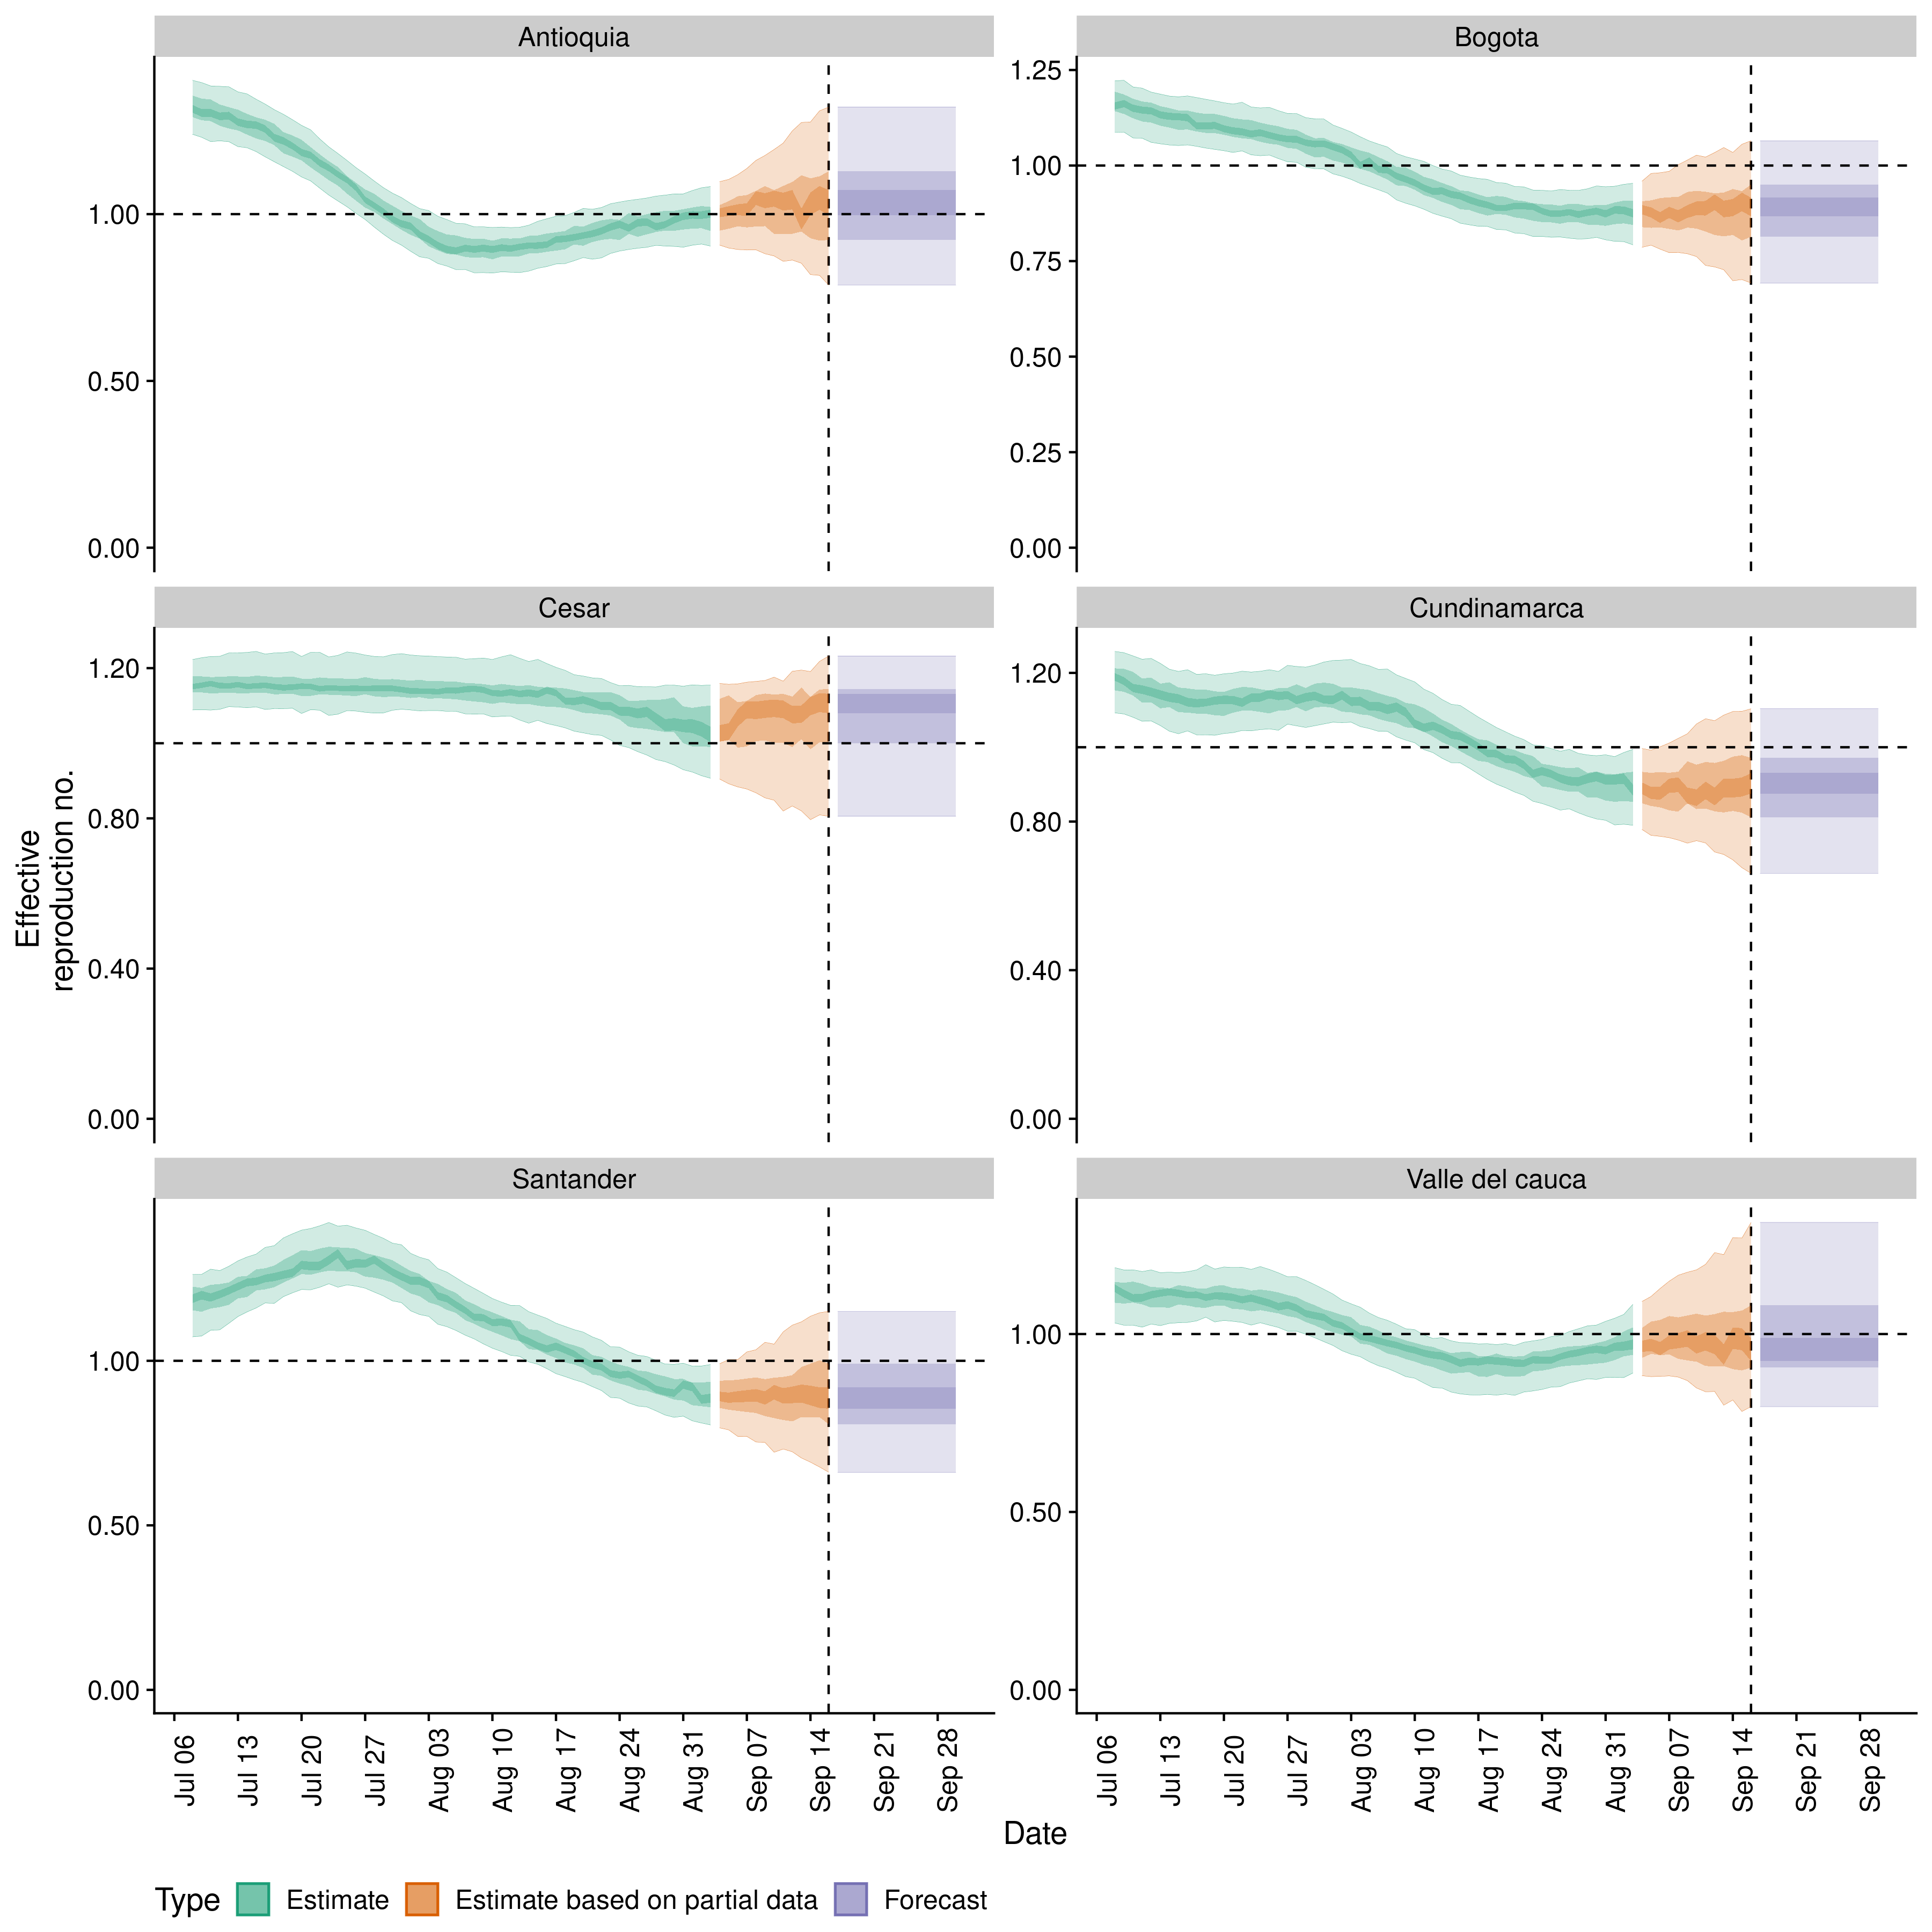 Antioquia
Bogota
1.00
0.50
0.00
1.25
1.00
0.75
0.50
0.25
0.00
Cesar
Cundinamarca
1.20
0.80
0.40
0.00
1.20
0.80
0.40
0.00
Effective
reproduction no.
Santander
Valle del cauca
1.00
0.50
0.00
1.00
0.50
0.00
Jul 06
Jul 13
Jul 20
Jul 27
Aug 03
Aug 10
Aug 17
Aug 24
Aug 31
Sep 07
Sep 14
Sep 21
Sep 28
Jul 06
Jul 13
Jul 20
Jul 27
Aug 03
Aug 10
Aug 17
Aug 24
Aug 31
Sep 07
Sep 14
Sep 21
Sep 28
Date
Type Estimate Estimate based on partial data Forecast